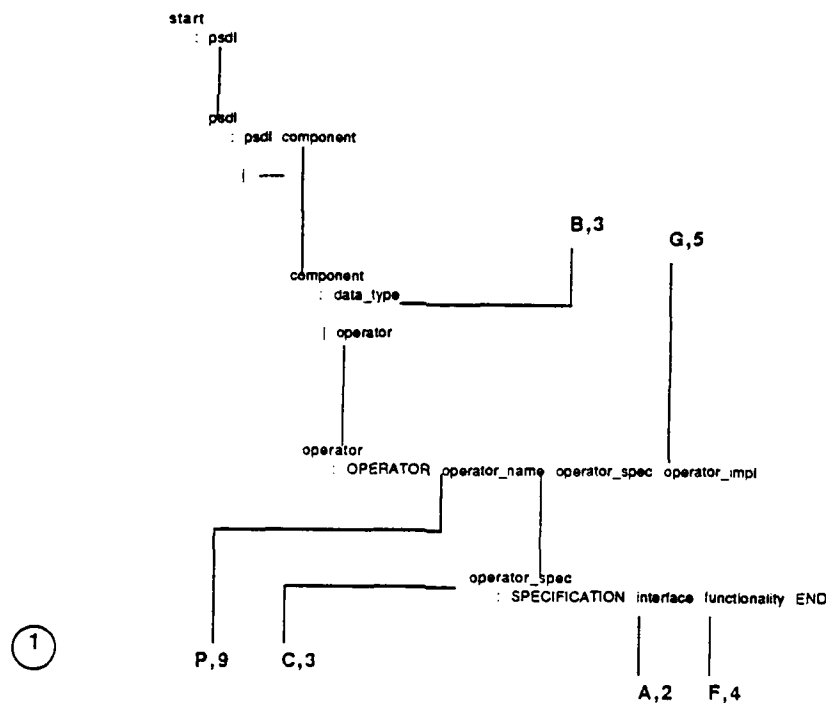 start
: psdl
psdl
: psdl component
|
B,3
G,5
component
: data_type
| operator
operator
: OPERATOR operator_name operator_spec operator_impl
operator_spec
: SPECIFICATION interface functionality END
1
P,9 C,3
A,2 F,4